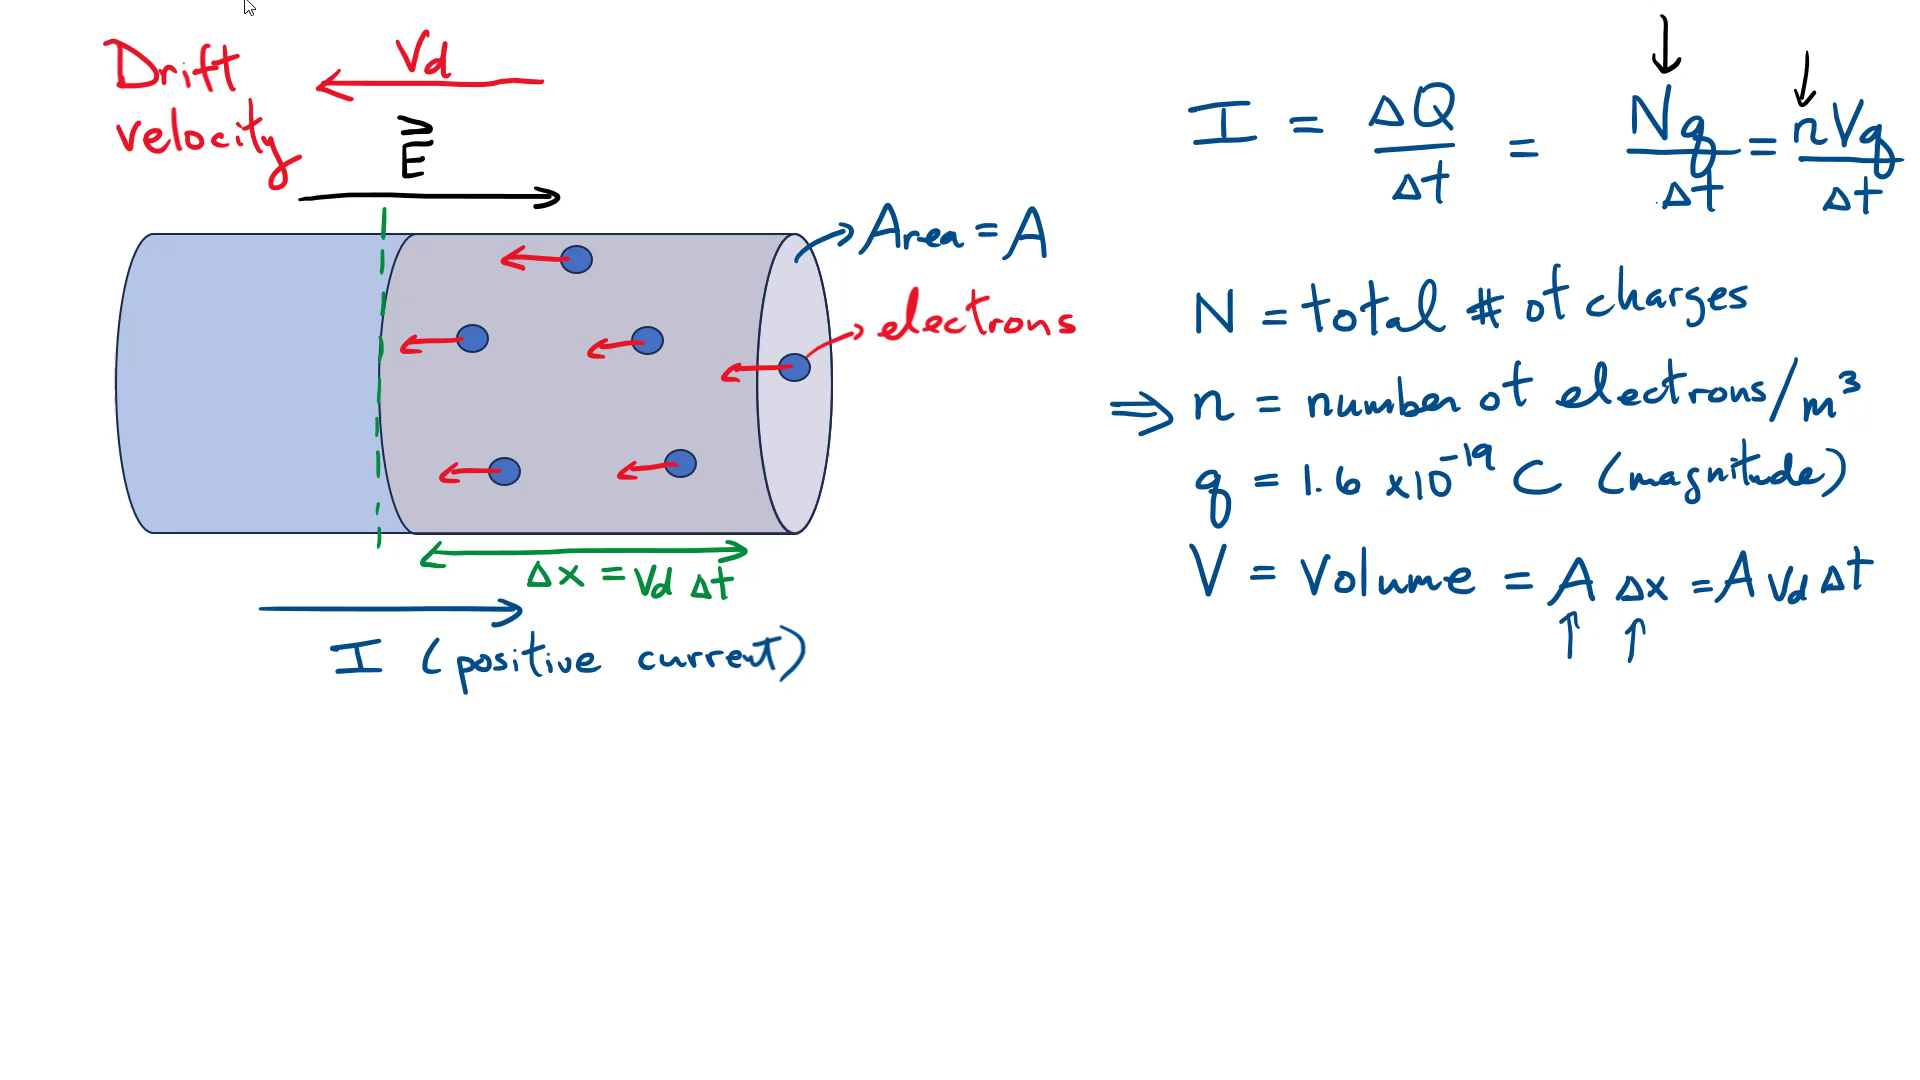 Drift velocity
Vd
E
I = ΔQ/Δt = Nq/Δt = nVq/Δt
Area = A
electrons
N = total # of charges
⇒ n = number of electrons/m³
q = 1.6 x10⁻¹⁹ C (magnitude)
V = Volume = A Δx = A Vd Δt
Δx = Vd Δt
I (positive current)